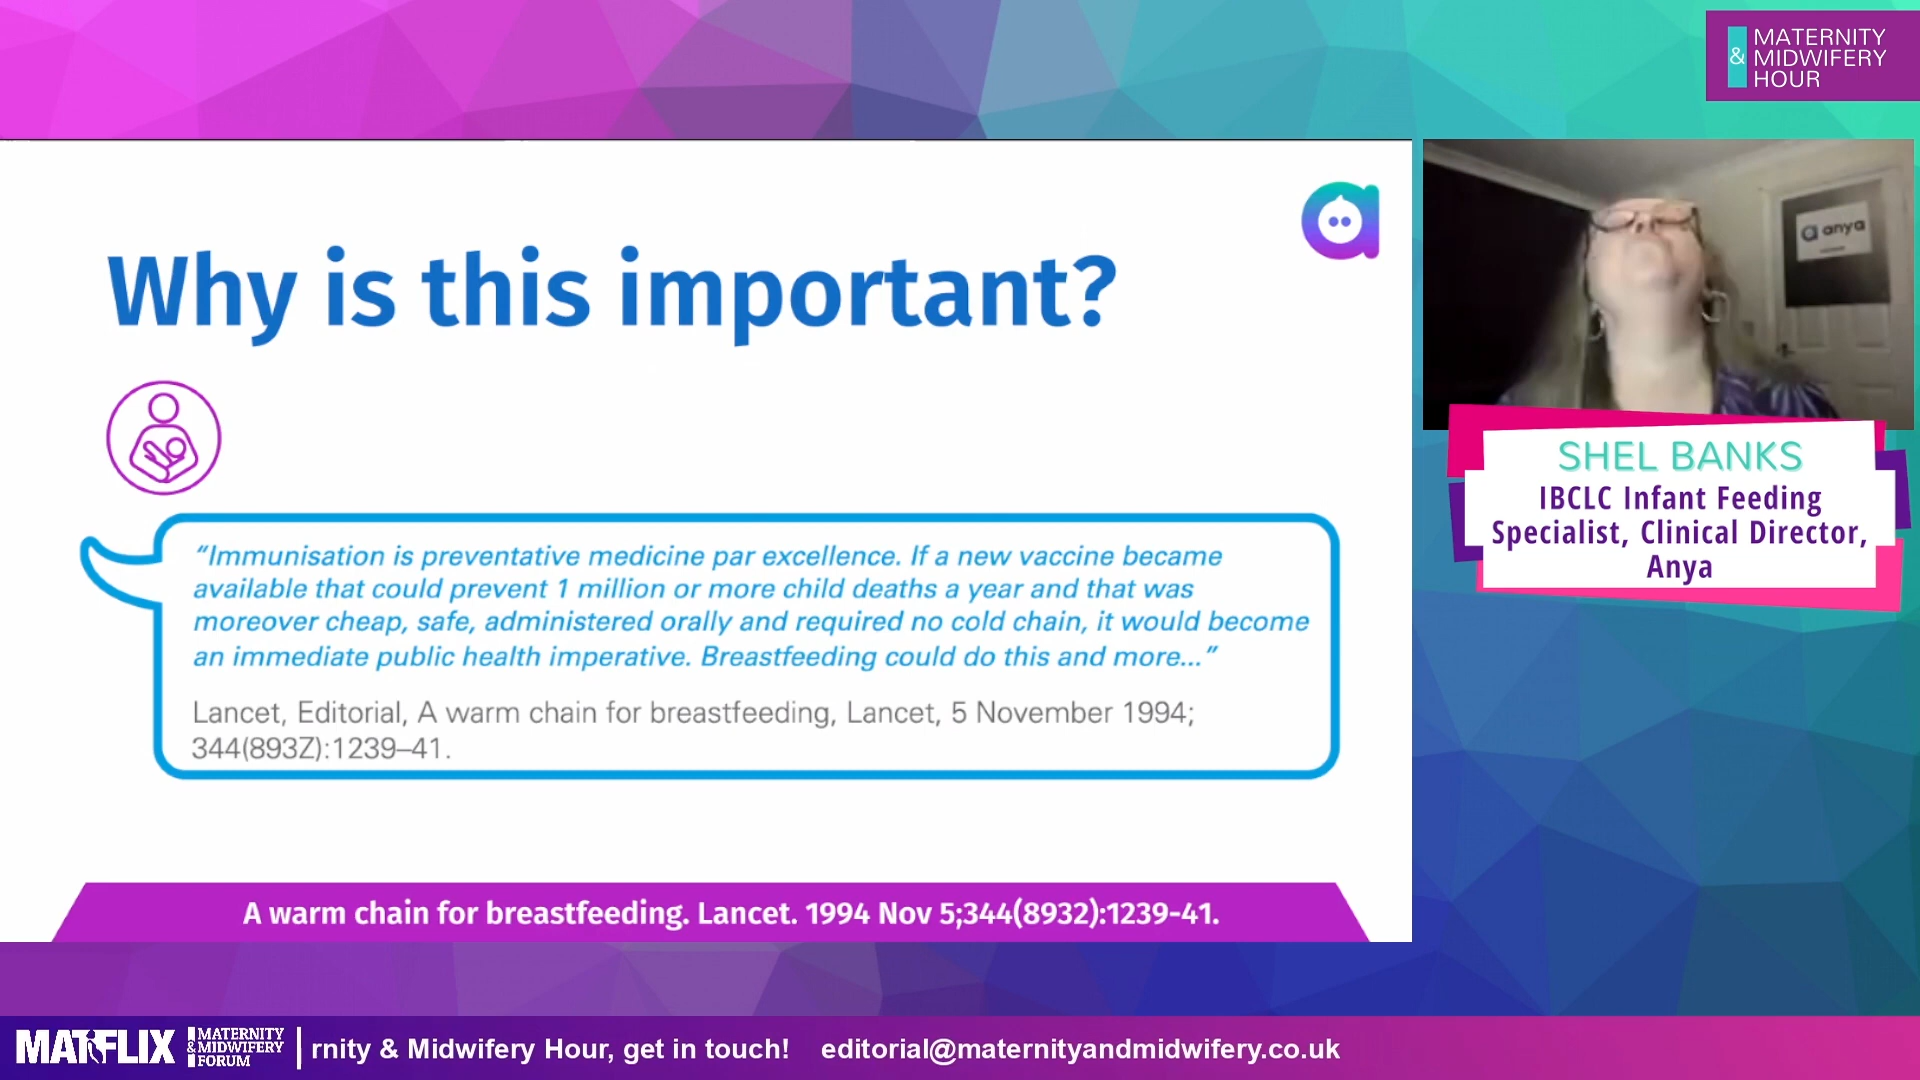 MATERNITY
& MIDWIFERY
HOUR
Why is this important?
anya
SHEL BANKS
IBCLC Infant Feeding
Specialist, Clinical Director,
Anya
“Immunisation is preventative medicine par excellence. If a new vaccine became
available that could prevent 1 million or more child deaths a year and that was
moreover cheap, safe, administered orally and required no cold chain, it would become
an immediate public health imperative. Breastfeeding could do this and more...”
Lancet, Editorial, A warm chain for breastfeeding, Lancet, 5 November 1994;
344(893Z):1239–41.
A warm chain for breastfeeding. Lancet. 1994 Nov 5;344(8932):1239-41.
MATFLIX
MATERNITY
& MIDWIFERY
FORUM
rnity & Midwifery Hour, get in touch! editorial@maternityandmidwifery.co.uk